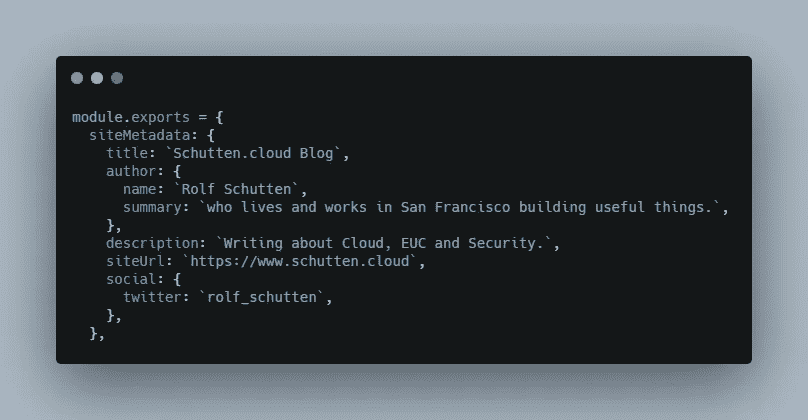 module.exports = {
  siteMetadata: {
    title: `Schutten.cloud Blog`,
    author: {
      name: `Rolf Schutten`,
      summary: `who lives and works in San Francisco building useful things.`,
    },
    description: `Writing about Cloud, EUC and Security.`,
    siteUrl: `https://www.schutten.cloud`,
    social: {
      twitter: `rolf_schutten`,
    },
  },